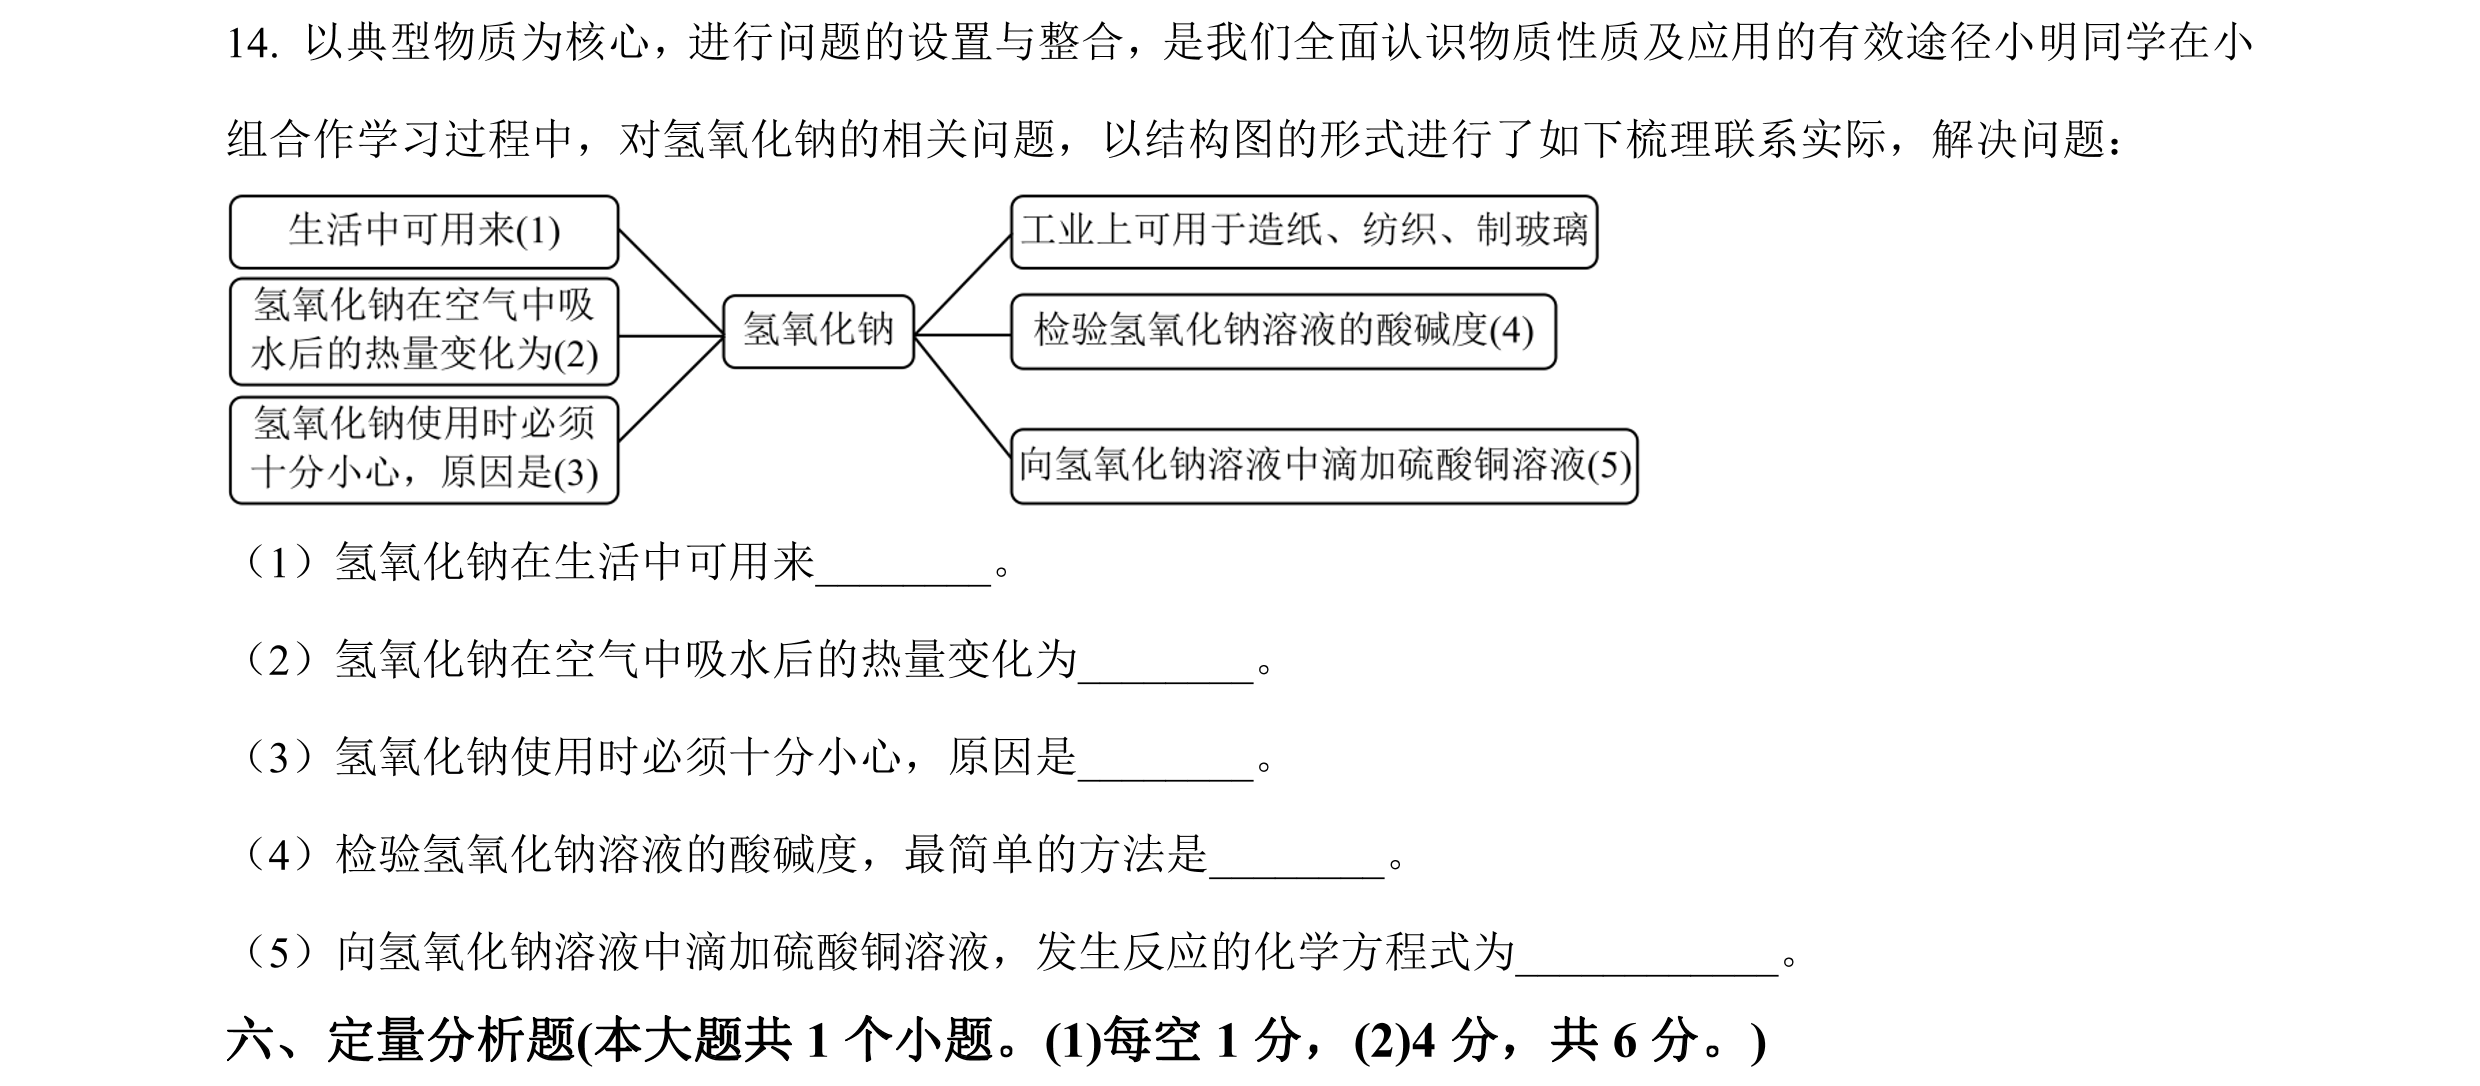 14. 以典型物质为核心，进行问题的设置与整合，是我们全面认识物质性质及应用的有效途径小明同学在小
组合作学习过程中，对氢氧化钠的相关问题，以结构图的形式进行了如下梳理联系实际，解决问题：
生活中可用来(1)
氢氧化钠在空气中吸
水后的热量变化为(2)
氢氧化钠使用时必须
十分小心，原因是(3)
氢氧化钠
工业上可用于造纸、纺织、制玻璃
检验氢氧化钠溶液的酸碱度(4)
向氢氧化钠溶液中滴加硫酸铜溶液(5)
（1）氢氧化钠在生活中可用来________。
（2）氢氧化钠在空气中吸水后的热量变化为________。
（3）氢氧化钠使用时必须十分小心，原因是________。
（4）检验氢氧化钠溶液的酸碱度，最简单的方法是________。
（5）向氢氧化钠溶液中滴加硫酸铜溶液，发生反应的化学方程式为____________。
六、定量分析题(本大题共 1 个小题。(1)每空 1 分，(2)4 分，共 6 分。)